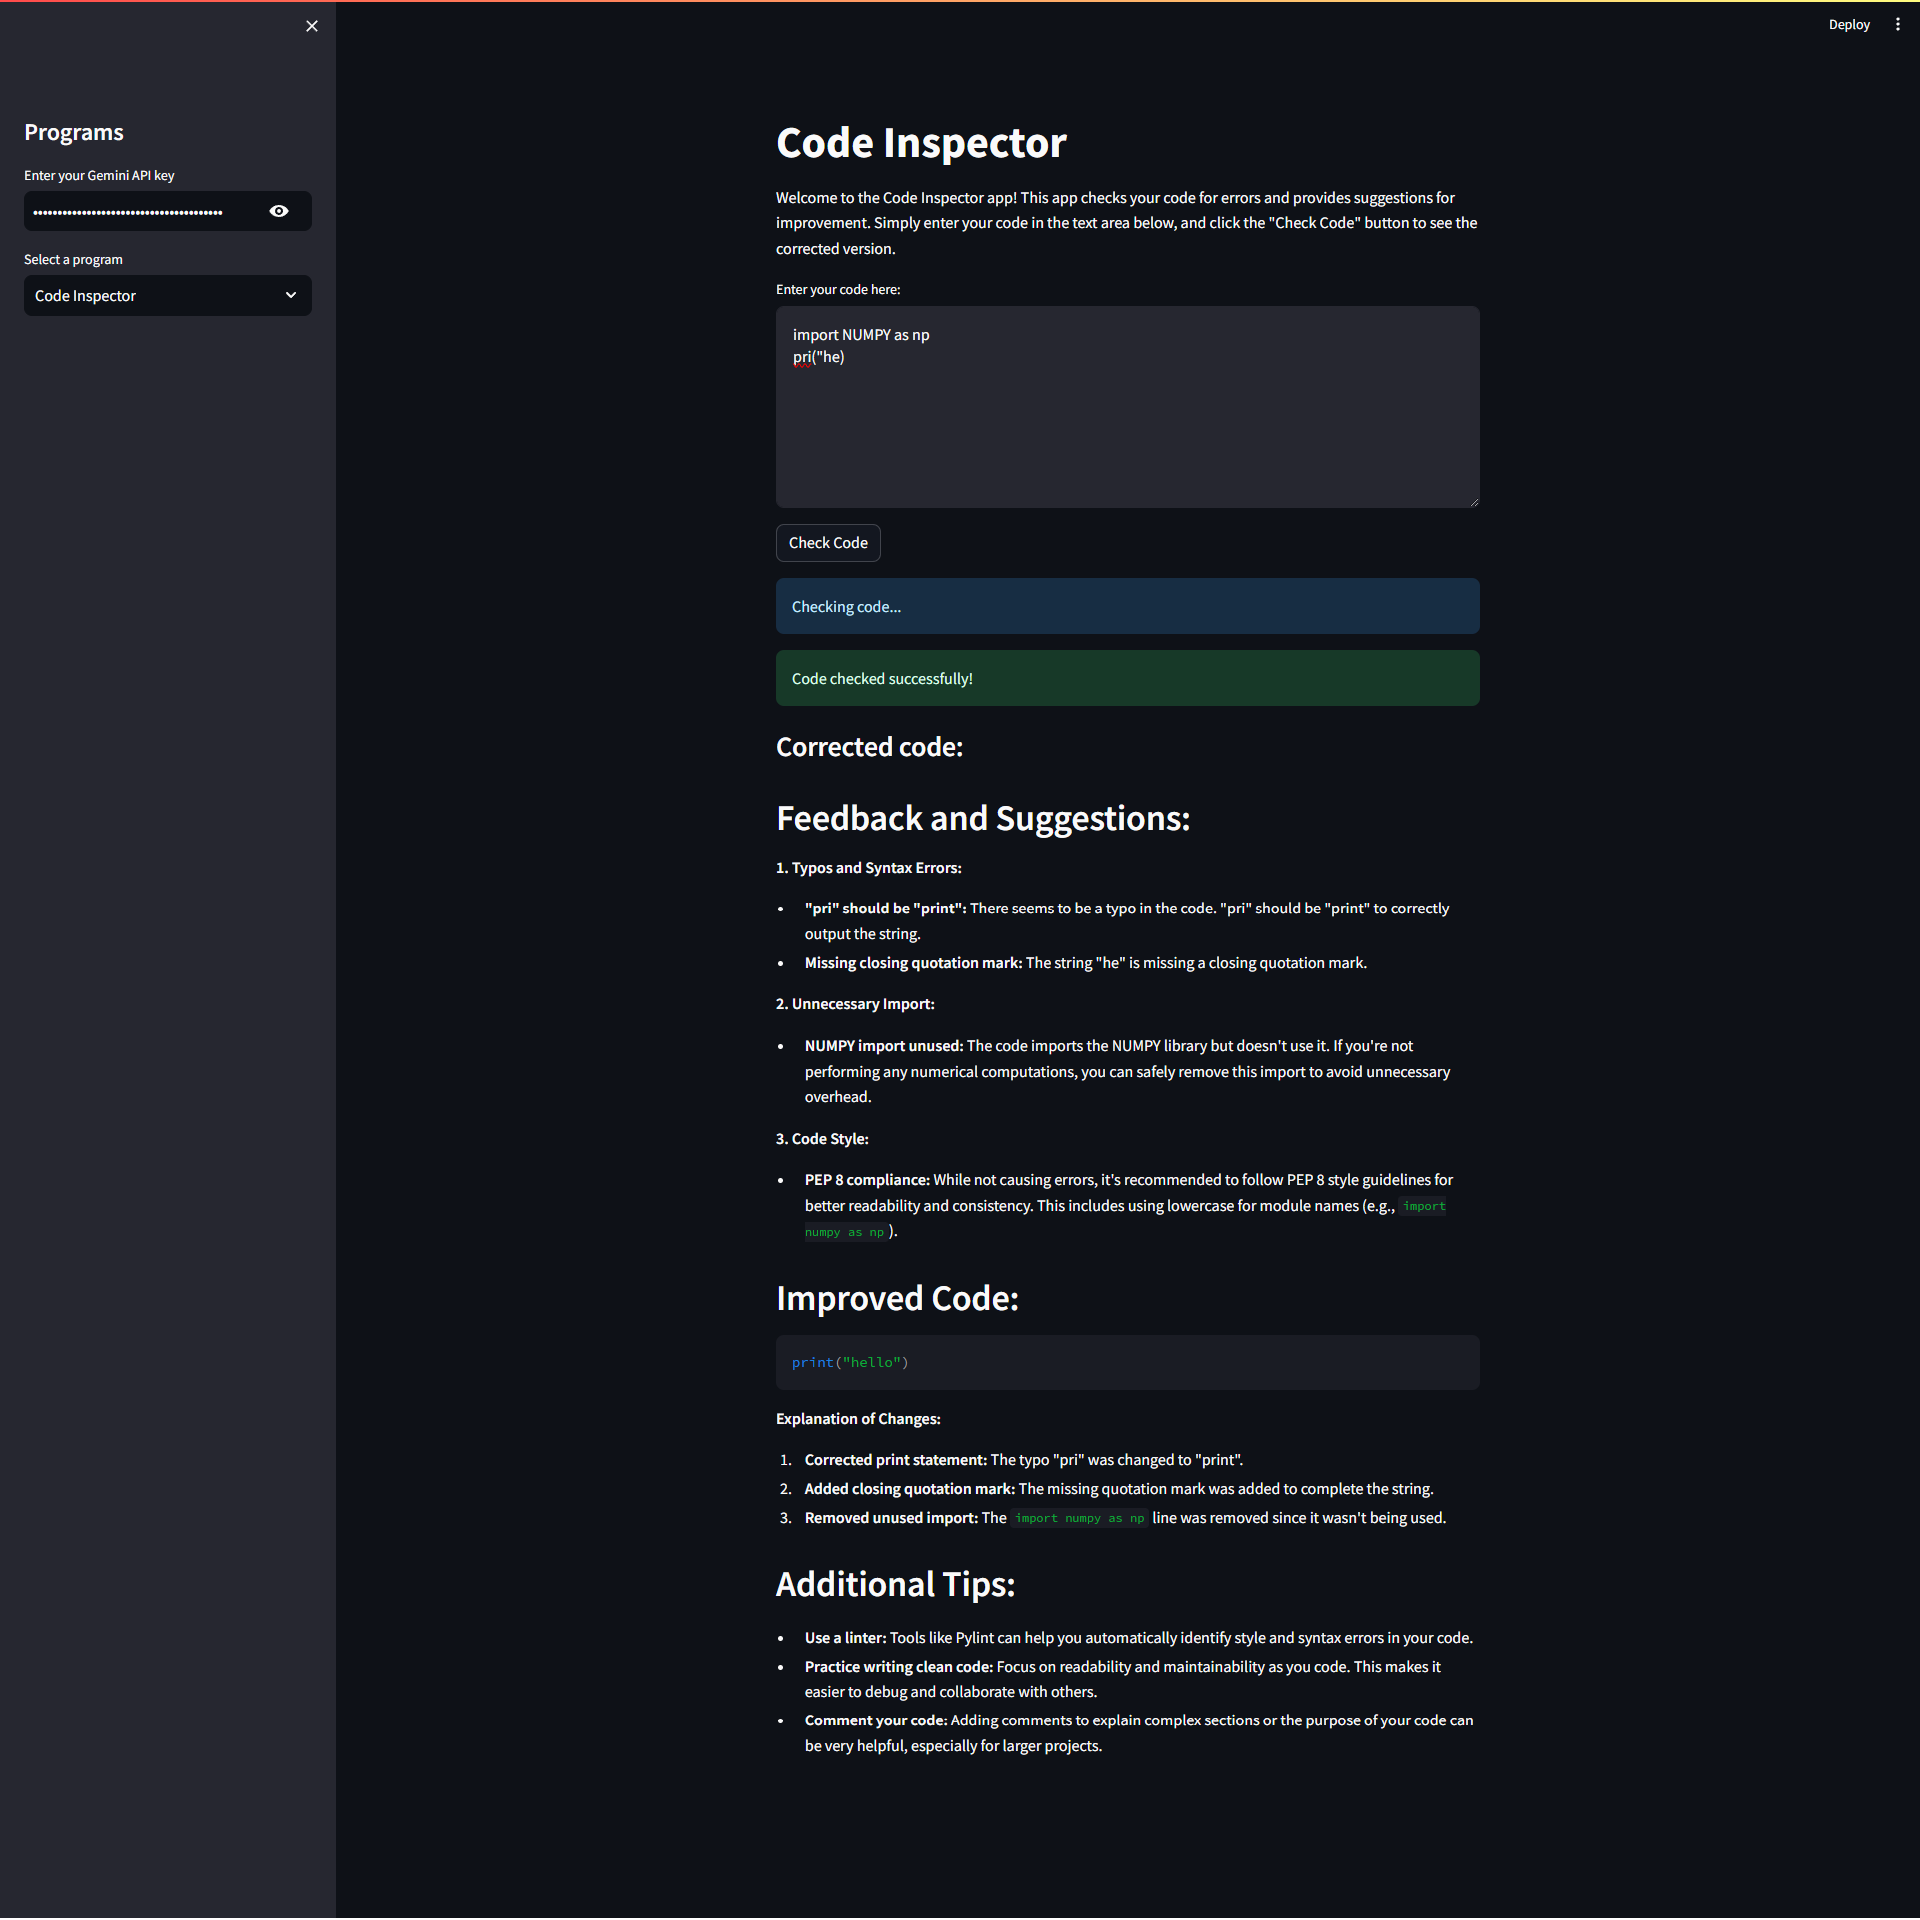 Deploy
Programs
Enter your Gemini API key
Select a program
Code Inspector
Code Inspector
Welcome to the Code Inspector app! This app checks your code for errors and provides suggestions for
improvement. Simply enter your code in the text area below, and click the "Check Code" button to see the
corrected version.
Enter your code here:
import NUMPY as np
pri("he)
Check Code
Checking code...
Code checked successfully!
Corrected code:
Feedback and Suggestions:
1. Typos and Syntax Errors:
• "pri" should be "print": There seems to be a typo in the code. "pri" should be "print" to correctly
output the string.
• Missing closing quotation mark: The string "he" is missing a closing quotation mark.
2. Unnecessary Import:
• NUMPY import unused: The code imports the NUMPY library but doesn't use it. If you're not
performing any numerical computations, you can safely remove this import to avoid unnecessary
overhead.
3. Code Style:
• PEP 8 compliance: While not causing errors, it's recommended to follow PEP 8 style guidelines for
better readability and consistency. This includes using lowercase for module names (e.g., import
numpy as np ).
Improved Code:
print("hello")
Explanation of Changes:
1. Corrected print statement: The typo "pri" was changed to "print".
2. Added closing quotation mark: The missing quotation mark was added to complete the string.
3. Removed unused import: The import numpy as np line was removed since it wasn't being used.
Additional Tips:
• Use a linter: Tools like Pylint can help you automatically identify style and syntax errors in your code.
• Practice writing clean code: Focus on readability and maintainability as you code. This makes it
easier to debug and collaborate with others.
• Comment your code: Adding comments to explain complex sections or the purpose of your code can
be very helpful, especially for larger projects.